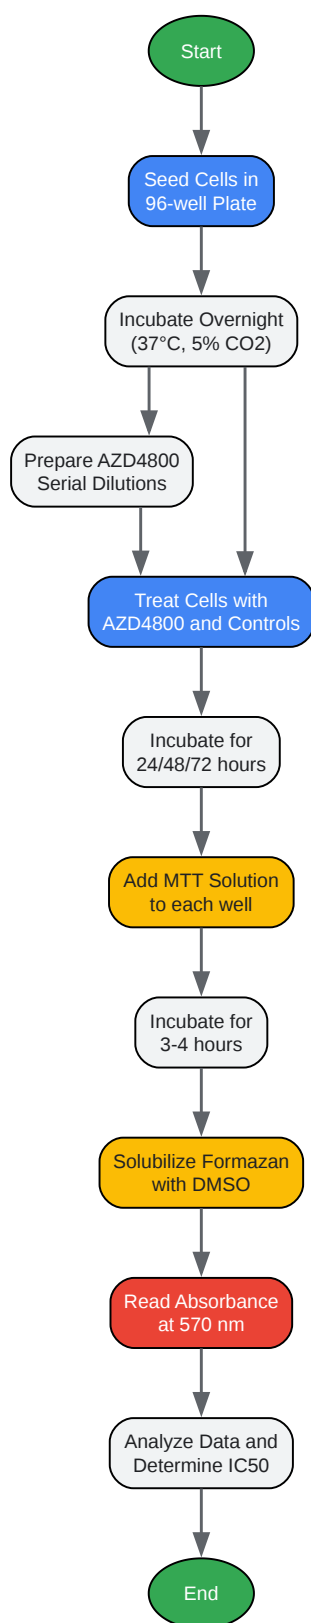 Start
Seed Cells in
96-well Plate
Incubate Overnight
(37°C, 5% CO2)
Prepare AZD4800
Serial Dilutions
Treat Cells with
AZD4800 and Controls
Incubate for
24/48/72 hours
Add MTT Solution
to each well
Incubate for
3-4 hours
Solubilize Formazan
with DMSO
Read Absorbance
at 570 nm
Analyze Data and
Determine IC50
End